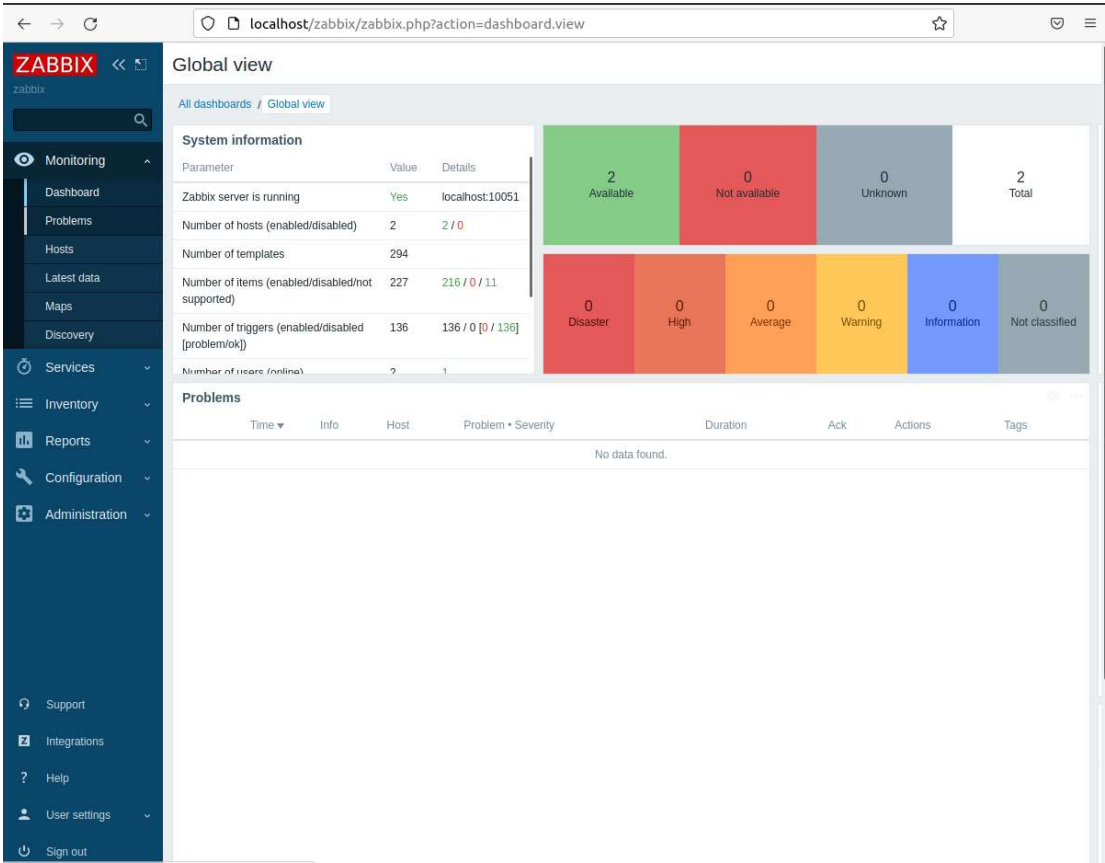 localhost/zabbix/zabbix.php?action=dashboard.view
ZABBIX
zabbix
Monitoring
Dashboard
Problems
Hosts
Latest data
Maps
Discovery
Services
Inventory
Reports
Configuration
Administration
Support
Integrations
? Help
User settings
Sign out
Global view
All dashboards / Global view
System information
Parameter Value Details
Zabbix server is running Yes localhost:10051
Number of hosts (enabled/disabled) 2 2 / 0
Number of templates 294
Number of items (enabled/disabled/not 227 216 / 0 / 11
supported)
Number of triggers (enabled/disabled 136 136 / 0 [0 / 136]
[problem/ok])
Number of users (online) 2 1
2 0 0 2
Available Not available Unknown Total
0 0 0 0 0 0
Disaster High Average Warning Information Not classified
Problems
Time ▼ Info Host Problem • Severity Duration Ack Actions Tags
No data found.